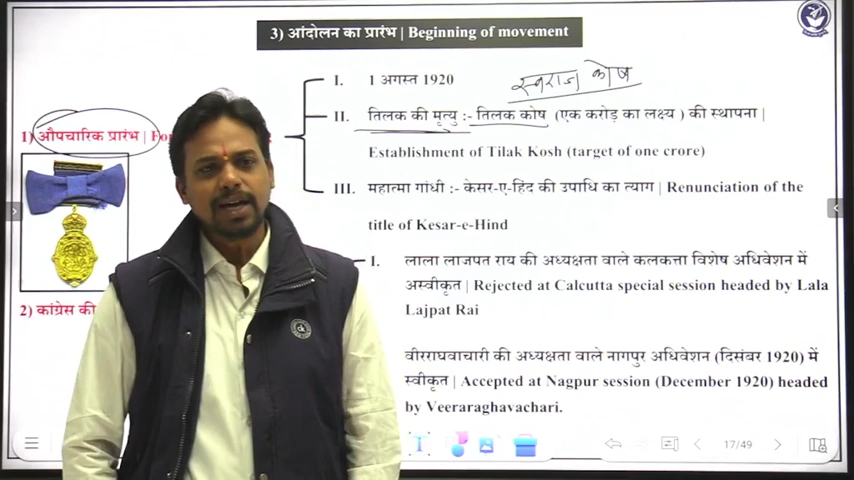 3) आंदोलन का प्रारंभ | Beginning of movement
स्वराज कोष
I. 1 अगस्त 1920
1) औपचारिक प्रारंभ | For
II. तिलक की मृत्यु :- तिलक कोष (एक करोड़ का लक्ष्य ) की स्थापना |
Establishment of Tilak Kosh (target of one crore)
III. महात्मा गांधी :- केसर-ए-हिंद की उपाधि का त्याग | Renunciation of the
title of Kesar-e-Hind
2) कांग्रेस की
I. लाला लाजपत राय की अध्यक्षता वाले कलकत्ता विशेष अधिवेशन में
अस्वीकृत | Rejected at Calcutta special session headed by Lala
Lajpat Rai
वीरराघवाचारी की अध्यक्षता वाले नागपुर अधिवेशन (दिसंबर 1920) में
स्वीकृत | Accepted at Nagpur session (December 1920) headed
by Veeraraghavachari.
17/49